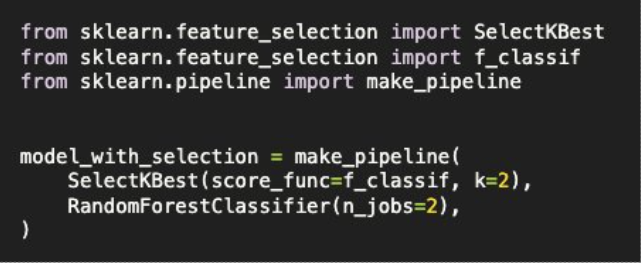 from sklearn.feature_selection import SelectKBest
from sklearn.feature_selection import f_classif
from sklearn.pipeline import make_pipeline
model_with_selection = make_pipeline(
    SelectKBest(score_func=f_classif, k=2),
    RandomForestClassifier(n_jobs=2),
)